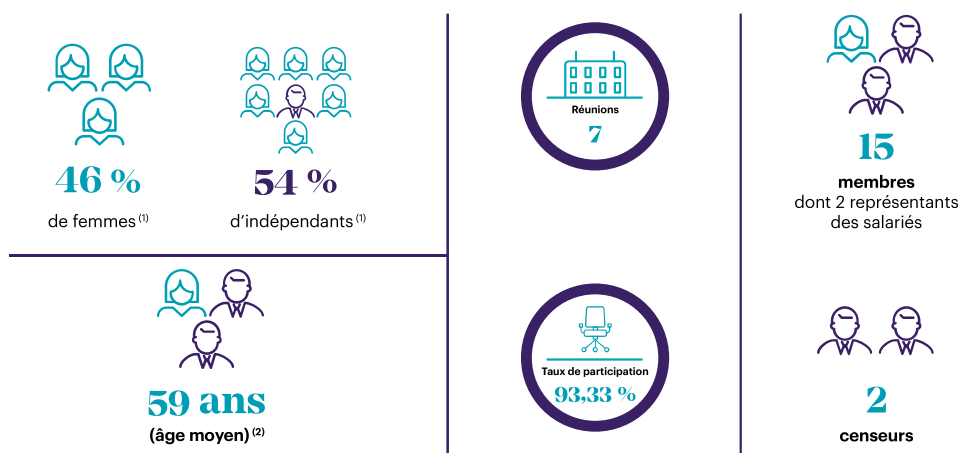 46 %
de femmes (1)
54 %
d’indépendants (1)
59 ans
(âge moyen) (2)
Réunions
7
Taux de participation
93,33 %
15
membres
dont 2 représentants
des salariés
2
censeurs